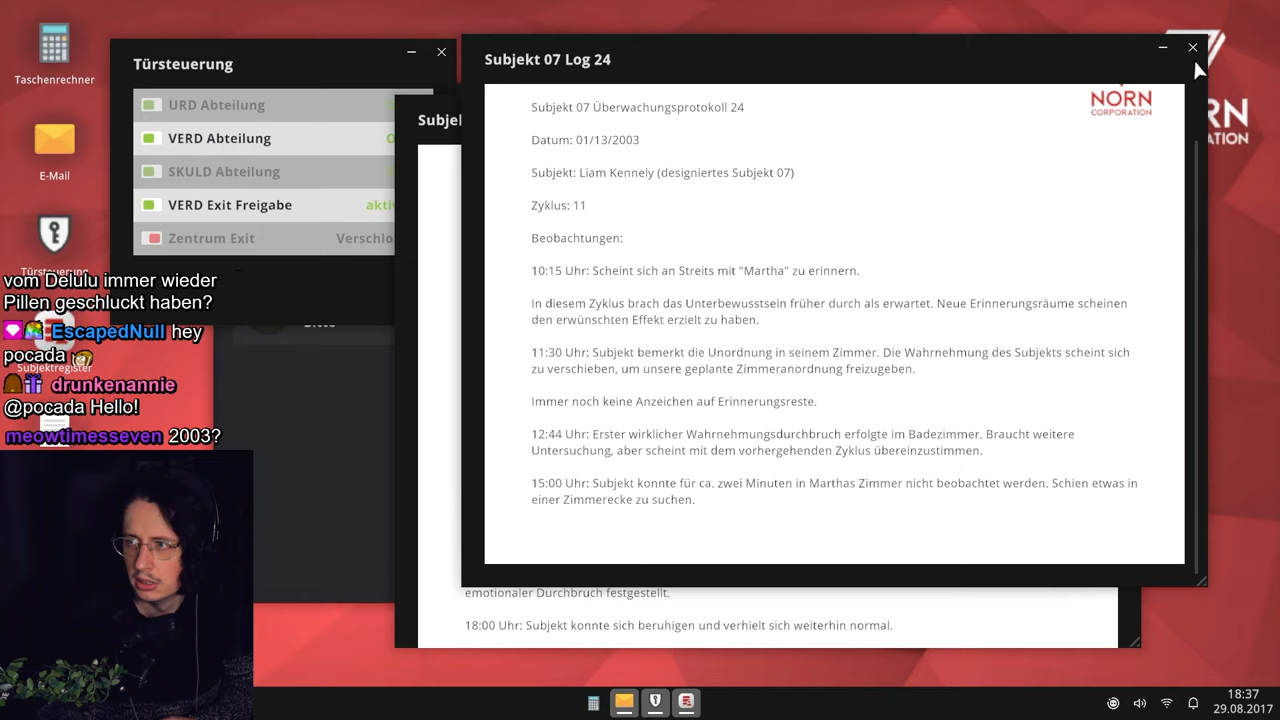 Taschenrechner
E-Mail
Türsteuerung
Subjektregister
Türsteuerung
URD Abteilung
VERD Abteilung
SKULD Abteilung
VERD Exit Freigabe
Zentrum Exit
Subjekt 07 Log 24
NORN
CORPORATION
Subjekt 07 Überwachungsprotokoll 24
Datum: 01/13/2003
Subjekt: Liam Kennely (designiertes Subjekt 07)
Zyklus: 11
Beobachtungen:
10:15 Uhr: Scheint sich an Streits mit "Martha" zu erinnern.
In diesem Zyklus brach das Unterbewusstsein früher durch als erwartet. Neue Erinnerungsräume scheinen
den erwünschten Effekt erzielt zu haben.
11:30 Uhr: Subjekt bemerkt die Unordnung in seinem Zimmer. Die Wahrnehmung des Subjekts scheint sich
zu verschieben, um unsere geplante Zimmeranordnung freizugeben.
Immer noch keine Anzeichen auf Erinnerungsreste.
12:44 Uhr: Erster wirklicher Wahrnehmungsdurchbruch erfolgte im Badezimmer. Braucht weitere
Untersuchung, aber scheint mit dem vorhergehenden Zyklus übereinzustimmen.
15:00 Uhr: Subjekt konnte für ca. zwei Minuten in Marthas Zimmer nicht beobachtet werden. Schien etwas in
einer Zimmerecke zu suchen.
emotionaler Durchbruch festgestellt.
18:00 Uhr: Subjekt konnte sich beruhigen und verhielt sich weiterhin normal.
vom Delulu immer wieder
Pillen geschluckt haben?
EscapedNull hey
pocada
drunkenannie
@pocada Hello!
meowtimesseven 2003?
18:37
29.08.2017